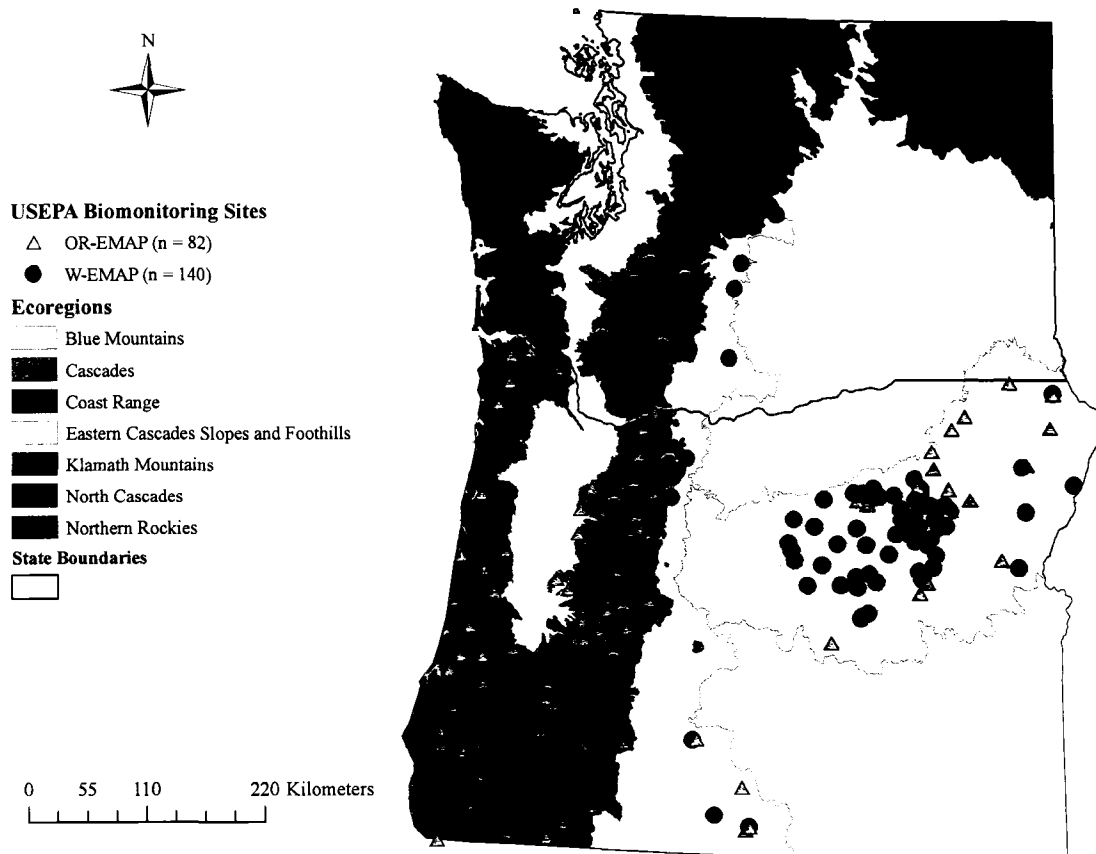 N
USEPA Biomonitoring Sites
OR-EMAP (n = 82)
W-EMAP (n = 140)
Ecoregions
Blue Mountains
Cascades
Coast Range
Eastern Cascades Slopes and Foothills
Klamath Mountains
North Cascades
Northern Rockies
State Boundaries
0 55 110 220 Kilometers